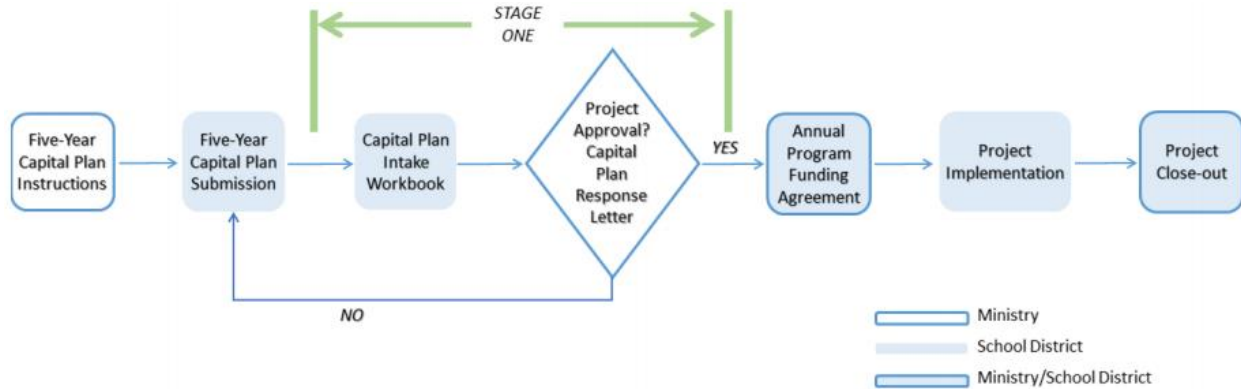 STAGE
ONE
Five-Year
Capital Plan
Instructions
Five-Year
Capital Plan
Submission
Capital Plan
Intake
Workbook
Project
Approval?
Capital
Plan
Response
Letter
YES
Annual
Program
Funding
Agreement
Project
Implementation
Project
Close-out
NO
Ministry
School District
Ministry/School District